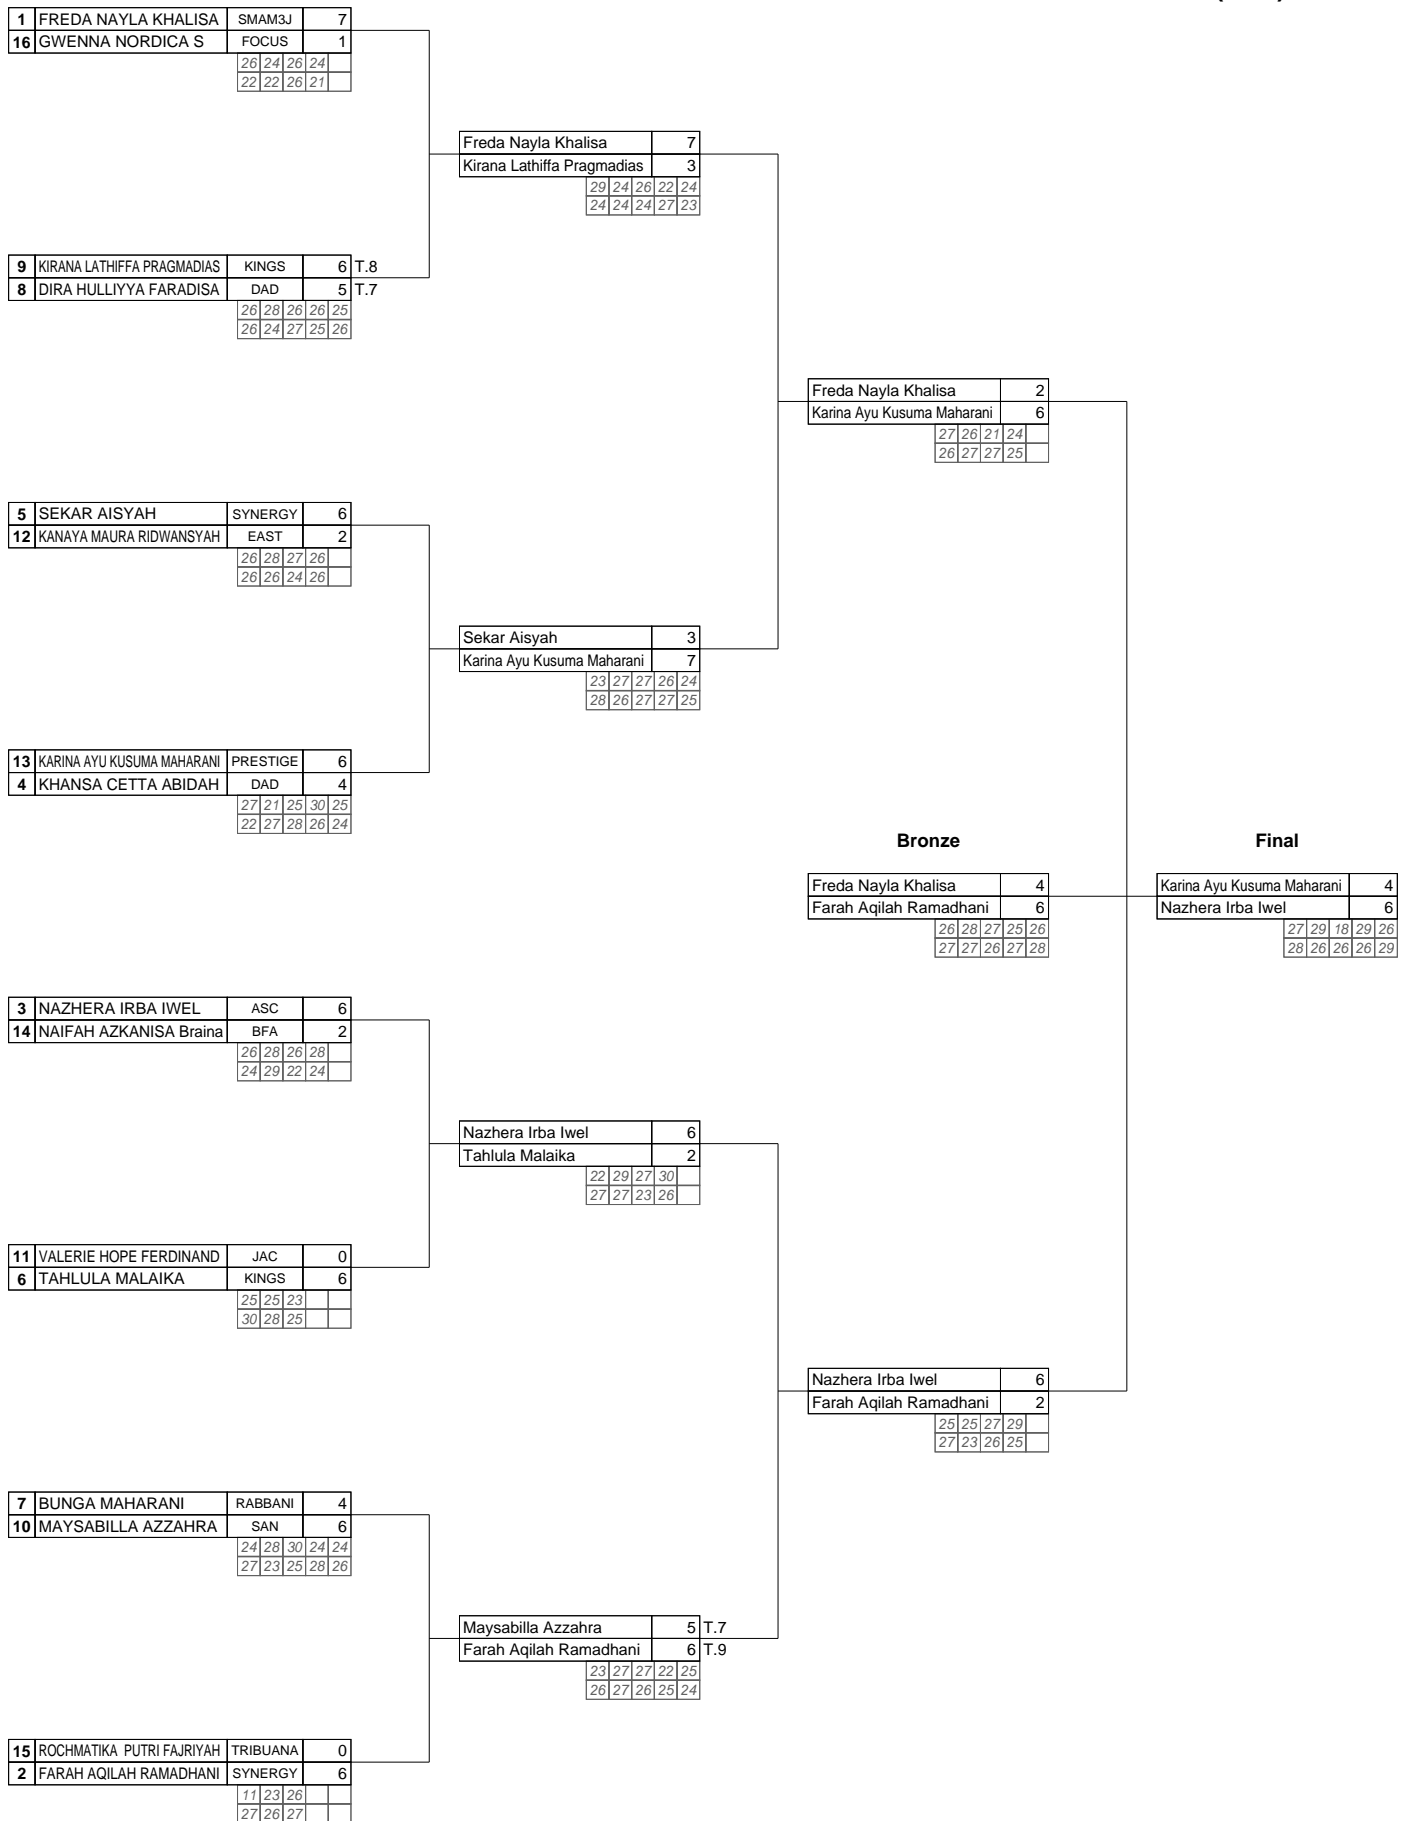 1 FREDA NAYLA KHALISA SMAM3J 7
16 GWENNA NORDICA S FOCUS 1
26 24 26 24
22 22 26 21
Freda Nayla Khalisa 7
Kirana Lathiffa Pragmadias 3
29 24 26 22 24
24 24 24 27 23
9 KIRANA LATHIFFA PRAGMADIAS KINGS 6 T.8
8 DIRA HULLIYYA FARADISA DAD 5 T.7
26 28 26 26 25
26 24 27 25 26
Freda Nayla Khalisa 2
Karina Ayu Kusuma Maharani 6
27 26 21 24
26 27 27 25
5 SEKAR AISYAH SYNERGY 6
12 KANAYA MAURA RIDWANSYAH EAST 2
26 28 27 26
26 26 24 26
Sekar Aisyah 3
Karina Ayu Kusuma Maharani 7
23 27 27 26 24
28 26 27 27 25
13 KARINA AYU KUSUMA MAHARANI PRESTIGE 6
4 KHANSA CETTA ABIDAH DAD 4
27 21 25 30 25
22 27 28 26 24
Bronze
Final
Freda Nayla Khalisa 4
Farah Aqilah Ramadhani 6
26 28 27 25 26
27 27 26 27 28
Karina Ayu Kusuma Maharani 4
Nazhera Irba Iwel 6
27 29 18 29 26
28 26 26 26 29
3 NAZHERA IRBA IWEL ASC 6
14 NAIFAH AZKANISA Braina BFA 2
26 28 26 28
24 29 22 24
Nazhera Irba Iwel 6
Tahlula Malaika 2
22 29 27 30
27 27 23 26
11 VALERIE HOPE FERDINAND JAC 0
6 TAHLULA MALAIKA KINGS 6
25 25 23
30 28 25
Nazhera Irba Iwel 6
Farah Aqilah Ramadhani 2
25 25 27 29
27 23 26 25
7 BUNGA MAHARANI RABBANI 4
10 MAYSABILLA AZZAHRA SAN 6
24 28 30 24 24
27 23 25 28 26
Maysabilla Azzahra 5 T.7
Farah Aqilah Ramadhani 6 T.9
23 27 27 22 25
26 27 26 25 24
15 ROCHMATIKA PUTRI FAJRIYAH TRIBUANA 0
2 FARAH AQILAH RAMADHANI SYNERGY 6
11 23 26
27 26 27